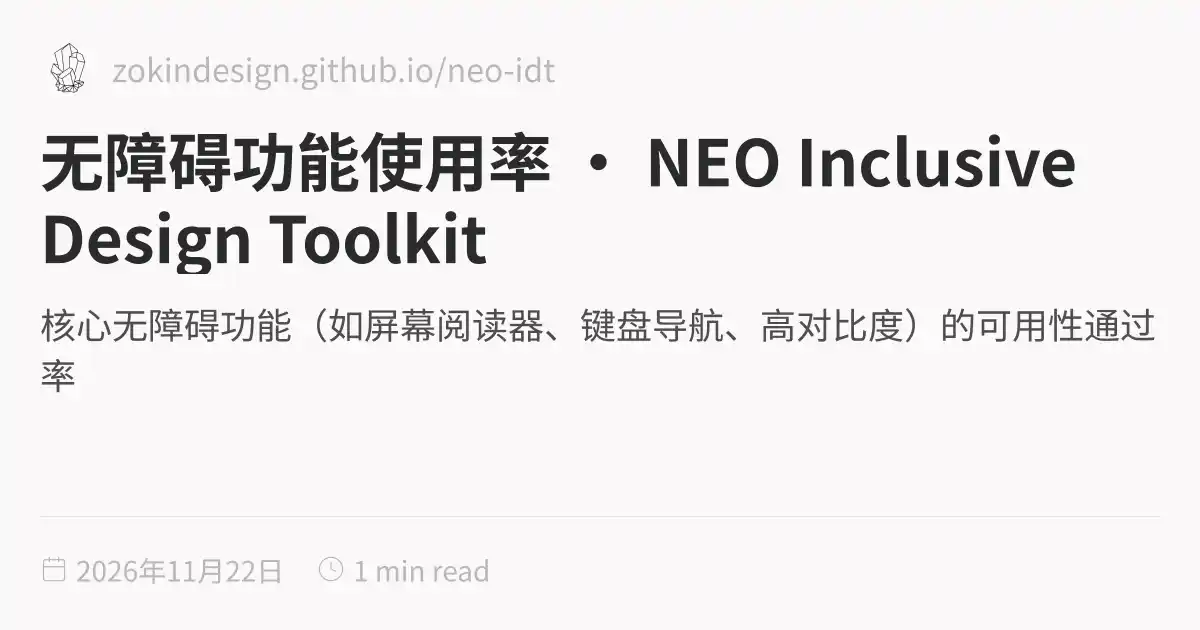 zokindesign.github.io/neo-idt
无障碍功能使用率 · NEO Inclusive
Design Toolkit
核心无障碍功能（如屏幕阅读器、键盘导航、高对比度）的可用性通过
率
2026年11月22日 1 min read